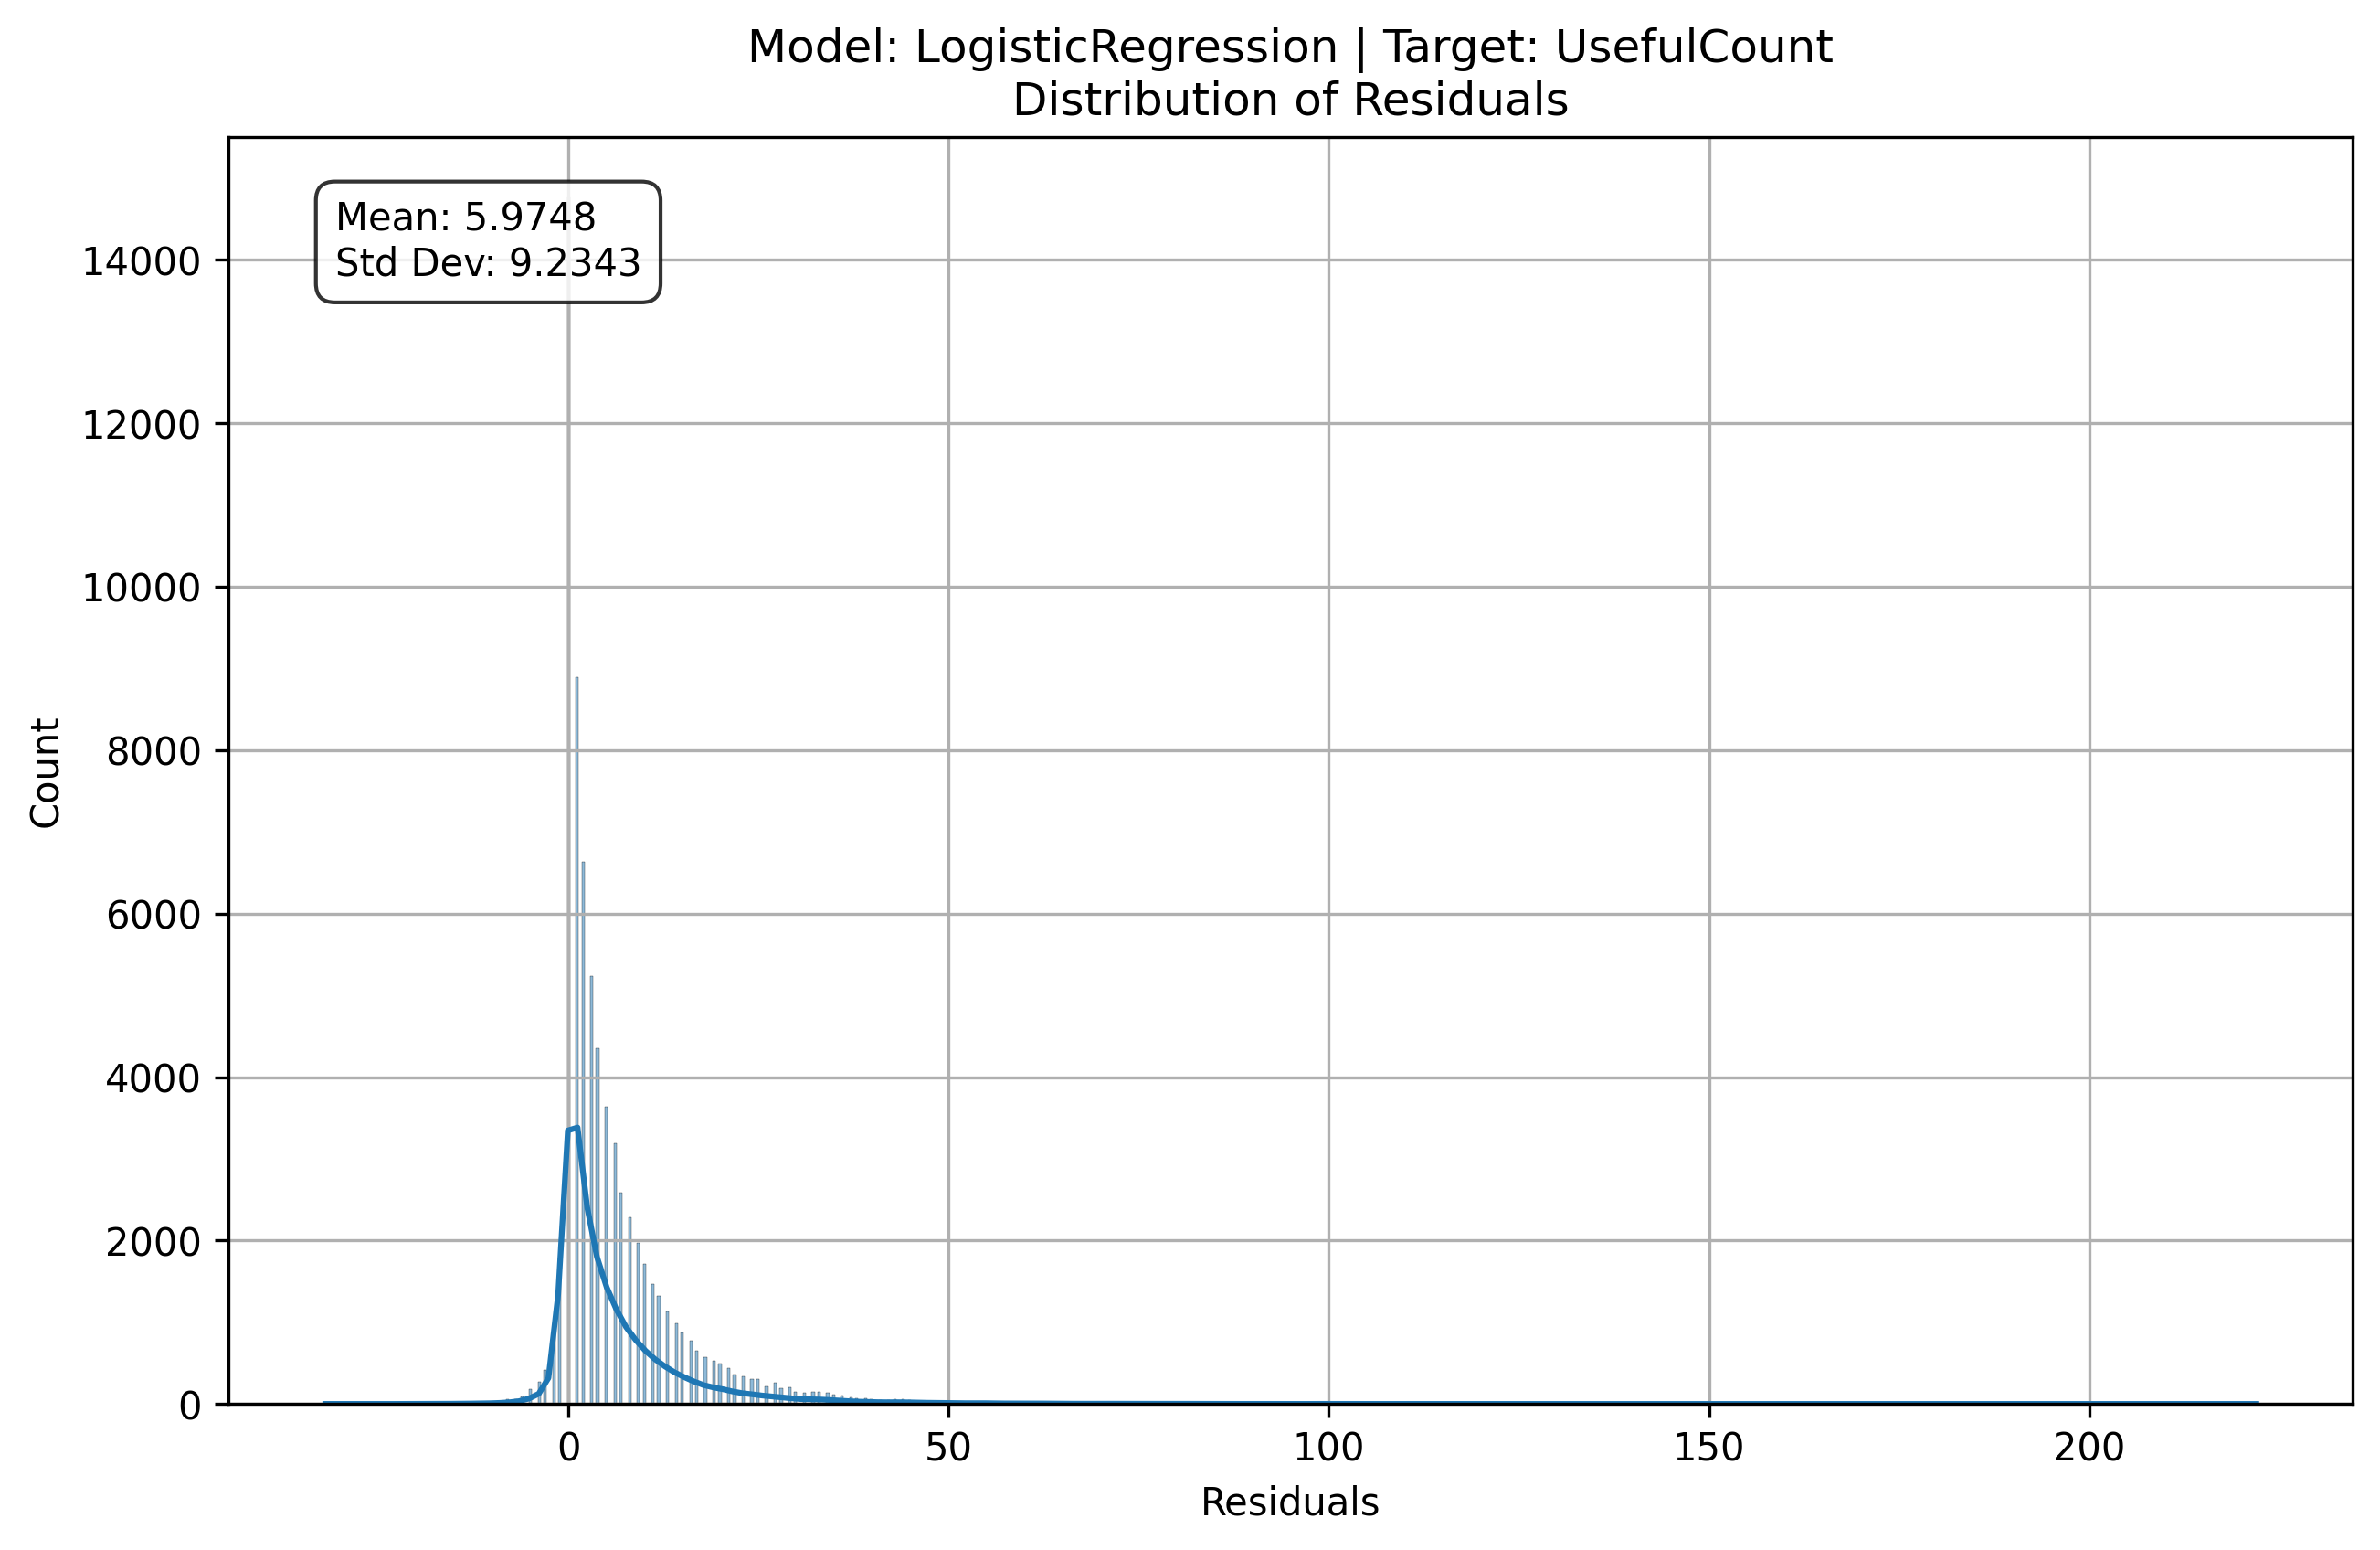 Model: LogisticRegression | Target: UsefulCount
Distribution of Residuals
Mean: 5.9748
Std Dev: 9.2343
14000
12000
10000
8000
6000
4000
2000
0
Count
0 50 100 150 200
Residuals